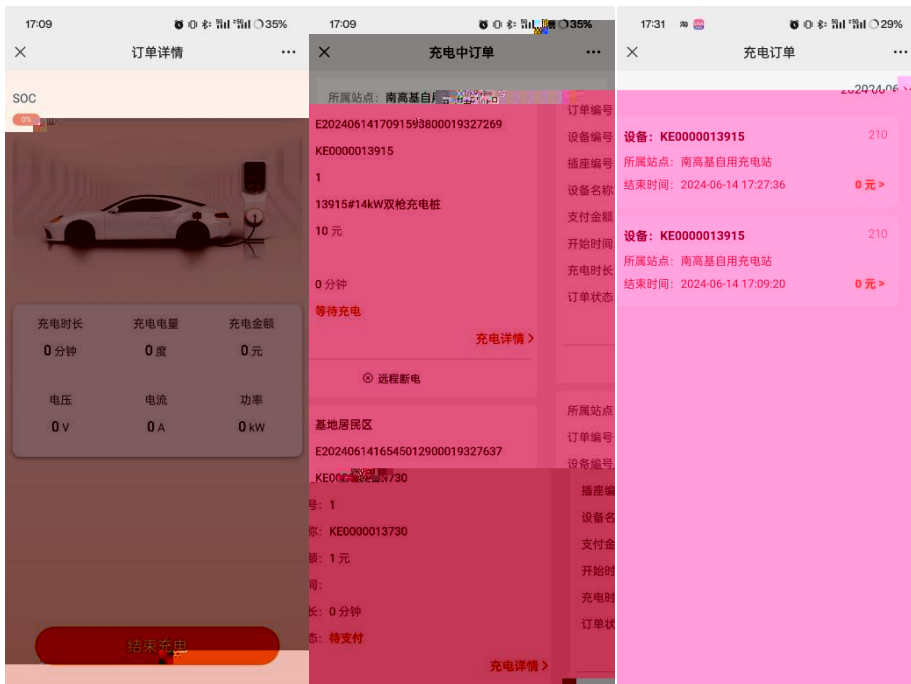 17:09
35%
订单详情
SOC
0%
充电时长 充电电量 充电金额
0 分钟 0 度 0 元
电压 电流 功率
0 V 0 A 0 kW
结束充电
17:09
35%
充电中订单
所属站点: 南高基自
E2024061417091593800019327269
KE0000013915
1
13915#14kW双枪充电桩
10 元
0 分钟
等待充电
充电详情
远程断电
基地居民区
E2024061416545012900019327637
730
号: 1
称: KE0000013730
额: 1 元
间:
长: 0 分钟
态: 待支付
充电详情
订单编号
设备编号
插座编号
设备名称
支付金额
开始时间
充电时长
订单状态
所属站点
订单编号
设备编号
插座编
设备名
支付金
开始时
充电时
订单状
17:31
29%
充电订单
设备: KE0000013915 210
所属站点: 南高基自用充电站
结束时间: 2024-06-14 17:27:36 0 元 >
设备: KE0000013915 210
所属站点: 南高基自用充电站
结束时间: 2024-06-14 17:09:20 0 元 >